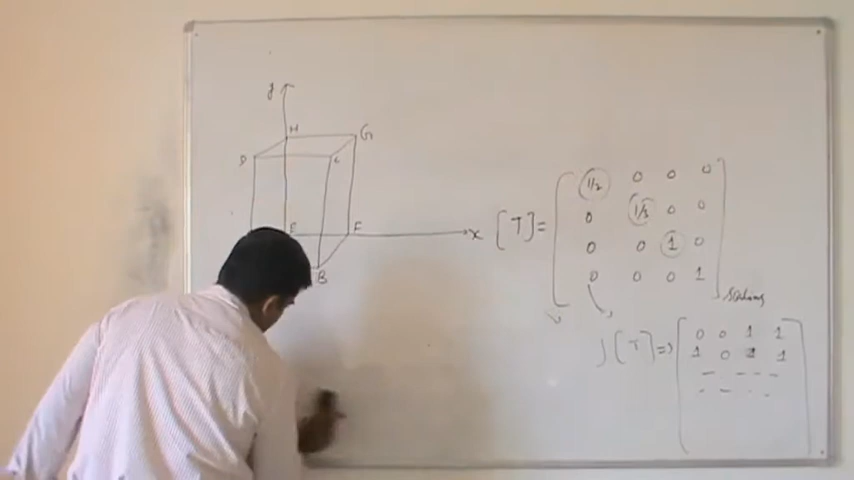 y
H G
D C
E F x
B
[T] = [ 1/2 0 0 0
0 1/3 0 0
0 0 1 0
0 0 0 1 ]
[T] => [ 0 0 1 1
1 0 1 1